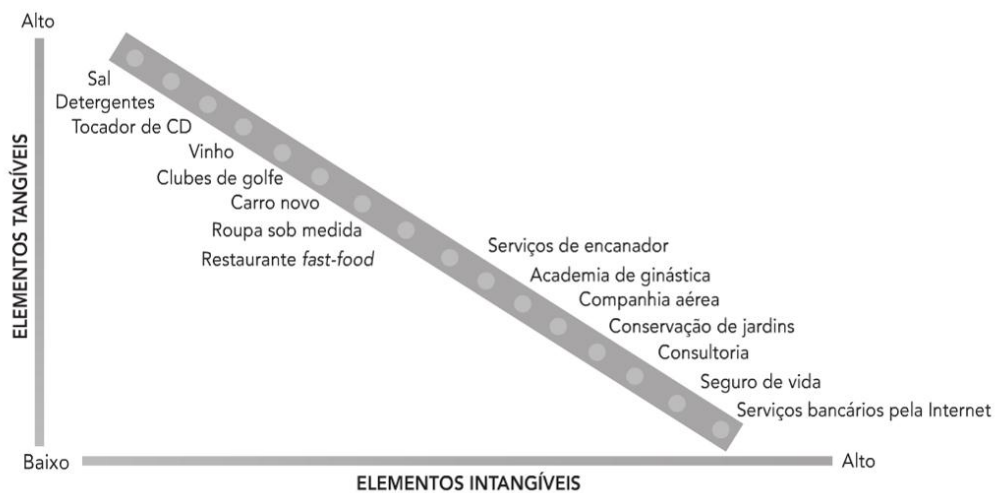 Alto
Sal
Detergentes
Tocador de CD
Vinho
Clubes de golfe
Carro novo
Roupa sob medida
Restaurante fast-food
Serviços de encanador
Academia de ginástica
Companhia aérea
Conservação de jardins
Consultoria
Seguro de vida
Serviços bancários pela Internet
ELEMENTOS TANGÍVEIS
Baixo
Alto
ELEMENTOS INTANGÍVEIS